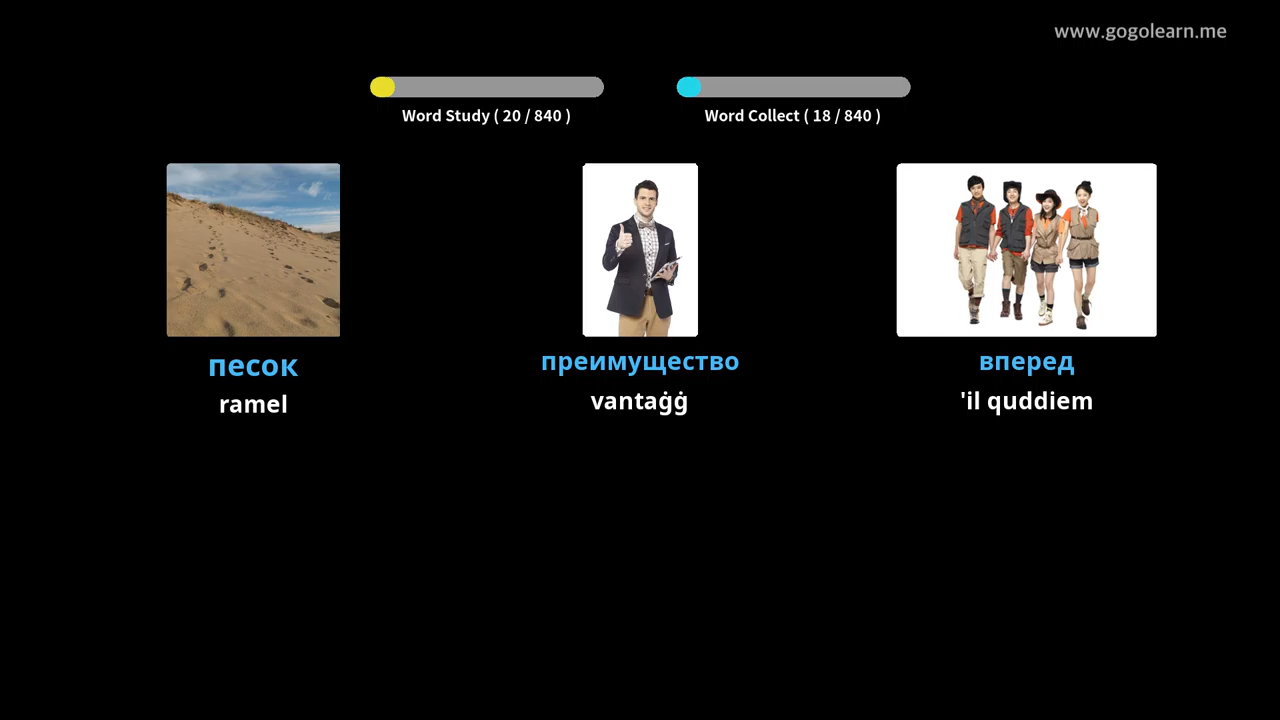 www.gogolearn.me
Word Study ( 20 / 840 )
Word Collect ( 18 / 840 )
песок
ramel
преимущество
vantaġġ
вперед
'il quddiem